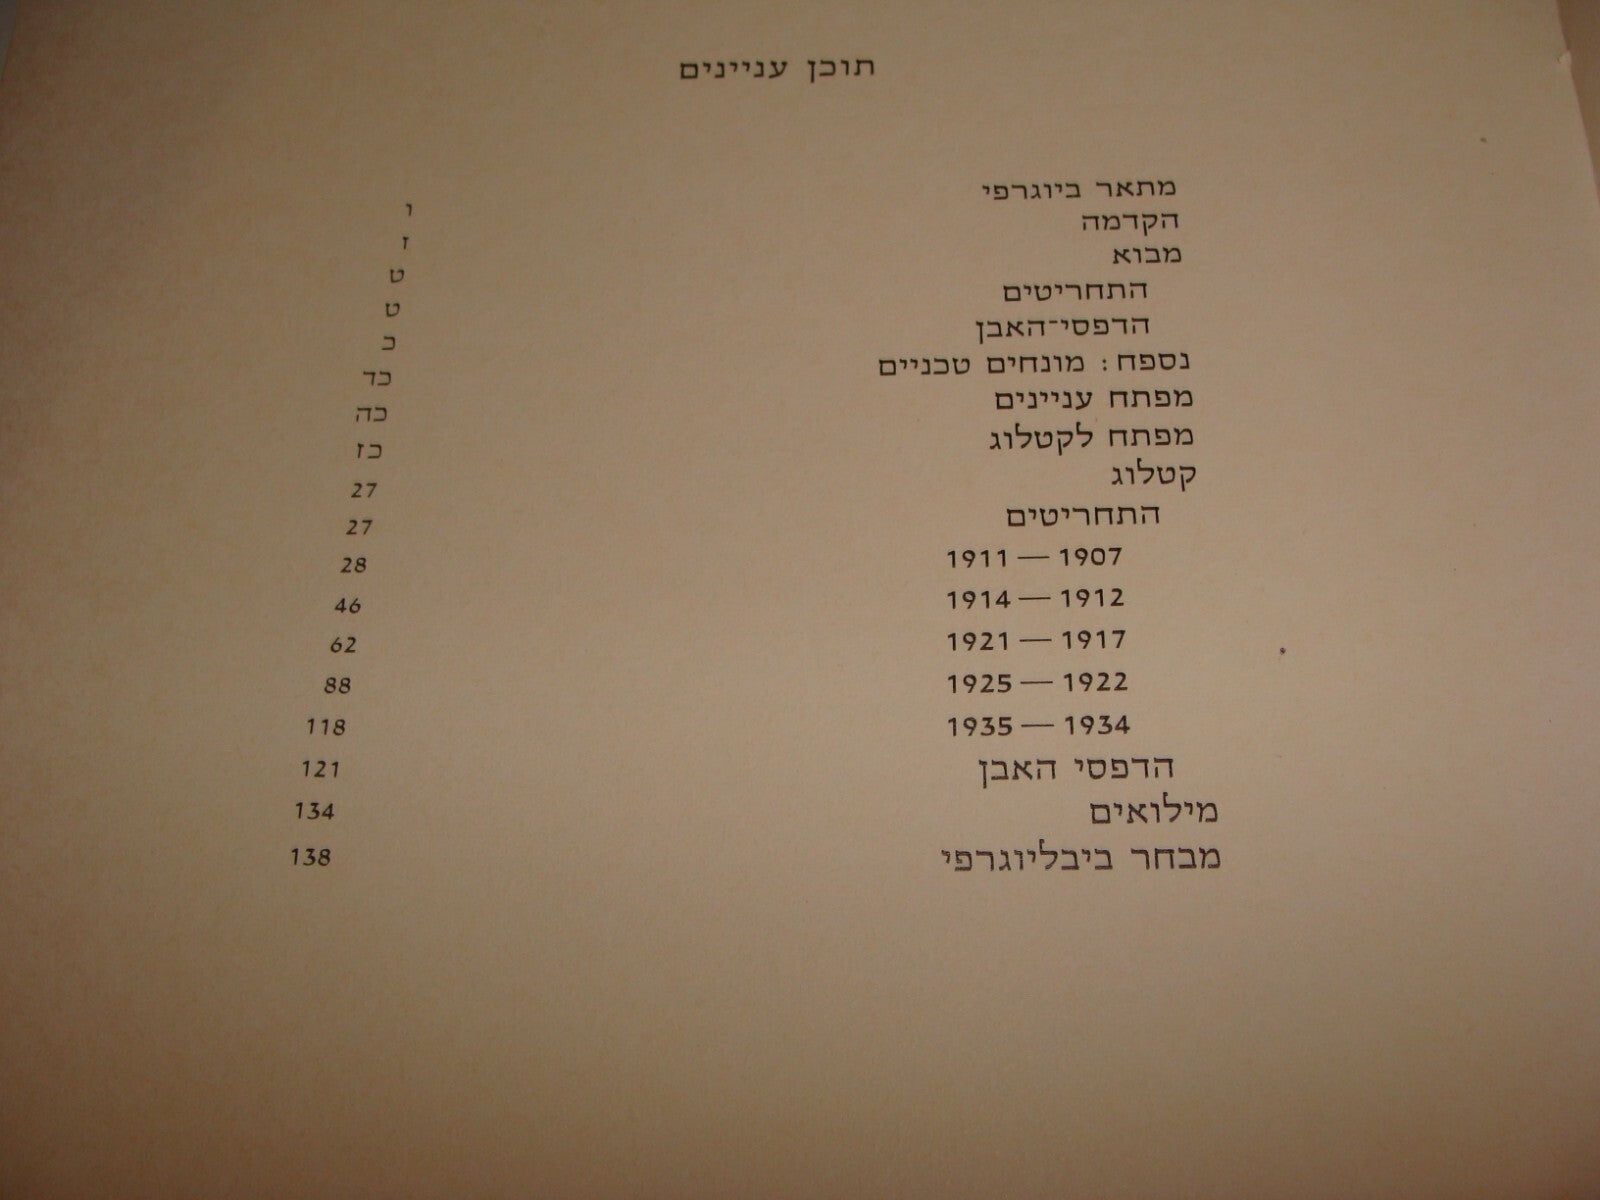 תוכן עניינים
מתאר ביוגרפי ו
הקדמה ז
מבוא ט
התחריטים ט
הדפסי־האבן כ
נספח: מונחים טכניים כד
מפתח עניינים כה
מפתח לקטלוג כז
קטלוג 27
התחריטים 27
1907 — 1911 28
1912 — 1914 46
1917 — 1921 62
1922 — 1925 88
1934 — 1935 118
הדפסי האבן 121
מילואים 134
מבחר ביבליוגרפי 138